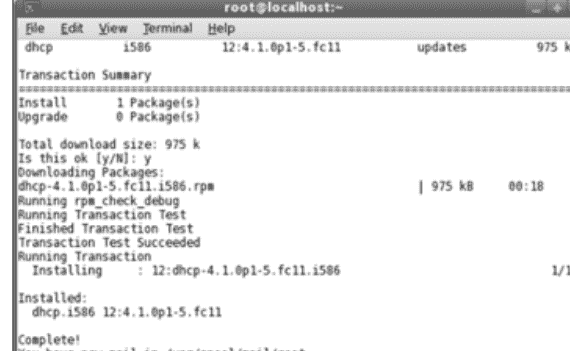 root@localhost:~
File Edit View Terminal Help
dhcp i586 12:4.1.0p1-5.fc11 updates 975 k
Transaction Summary
================================================================================
Install 1 Package(s)
Upgrade 0 Package(s)
Total download size: 975 k
Is this ok [y/N]: y
Downloading Packages:
dhcp-4.1.0p1-5.fc11.i586.rpm | 975 kB 00:18
Running rpm_check_debug
Running Transaction Test
Finished Transaction Test
Transaction Test Succeeded
Running Transaction
Installing : 12:dhcp-4.1.0p1-5.fc11.i586 1/1
Installed:
dhcp.i586 12:4.1.0p1-5.fc11
Complete!